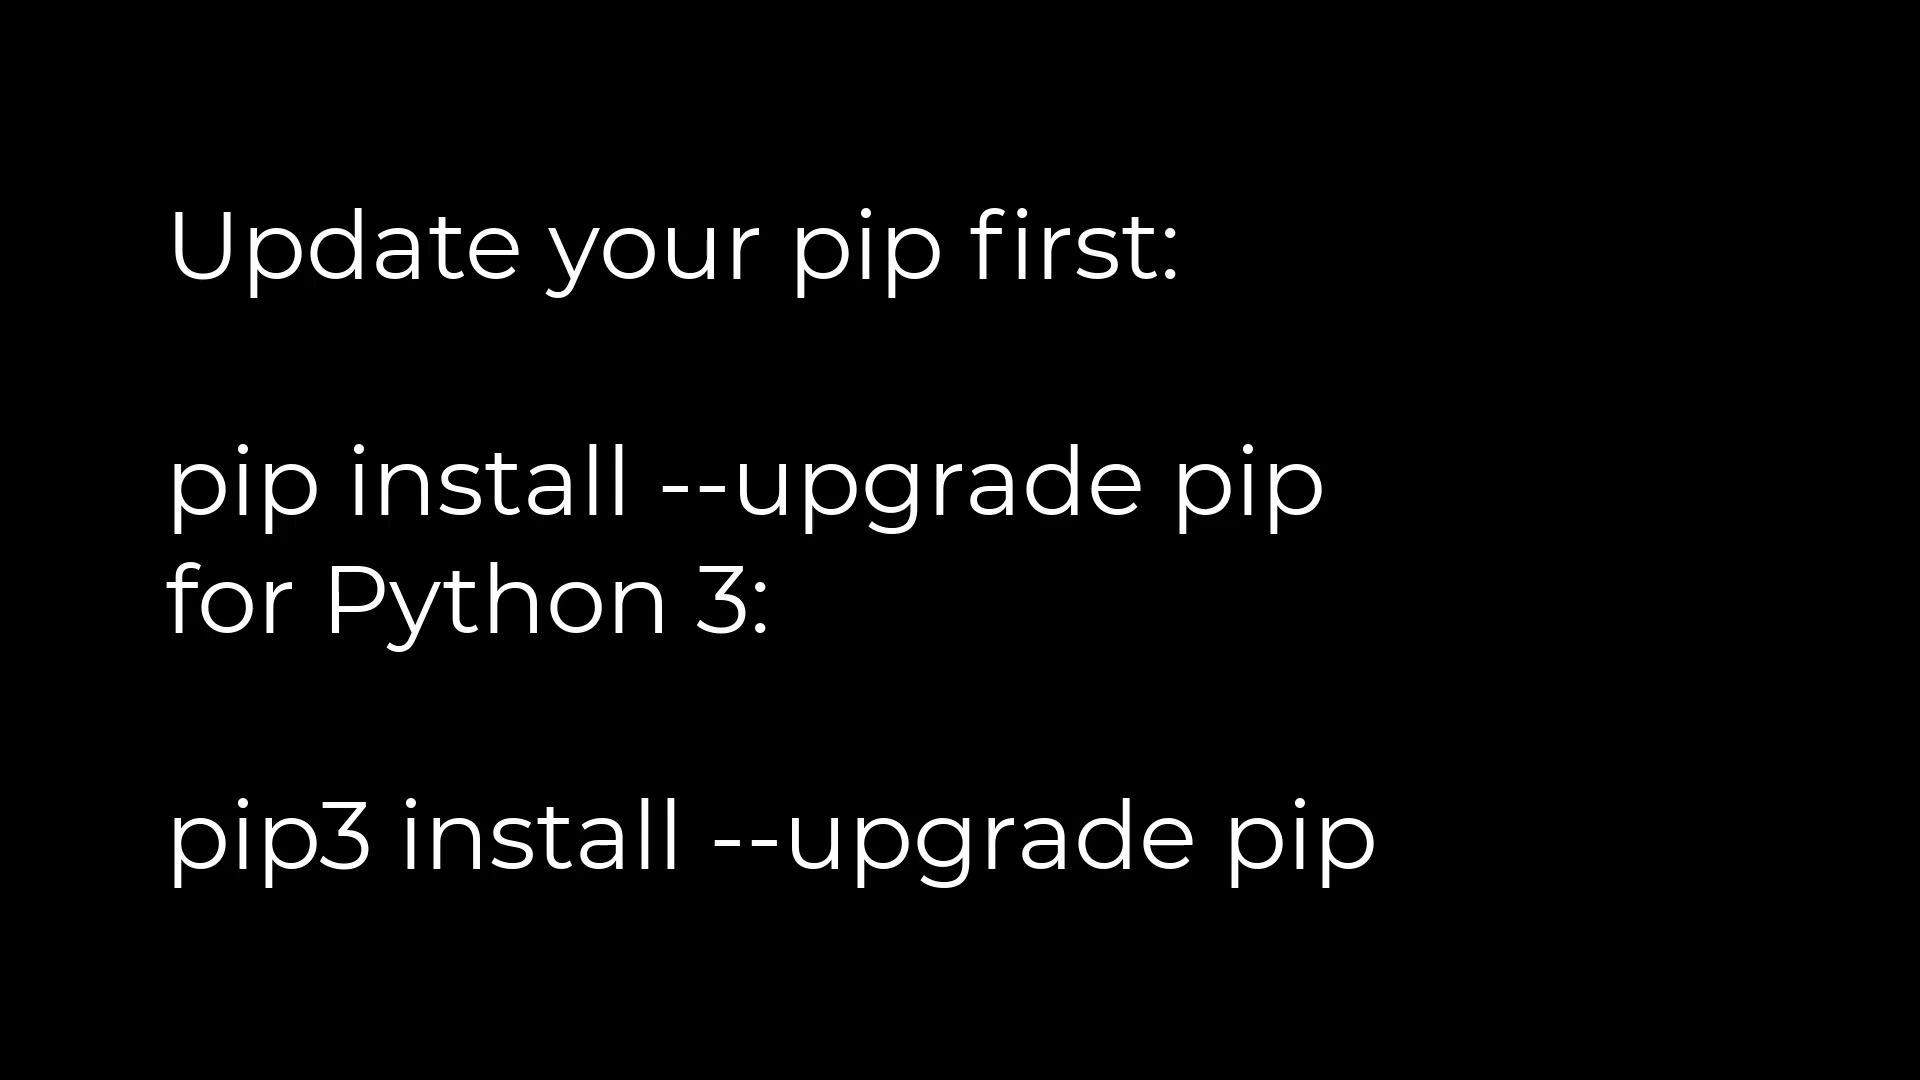 Update your pip first:
pip install --upgrade pip
for Python 3:
pip3 install --upgrade pip